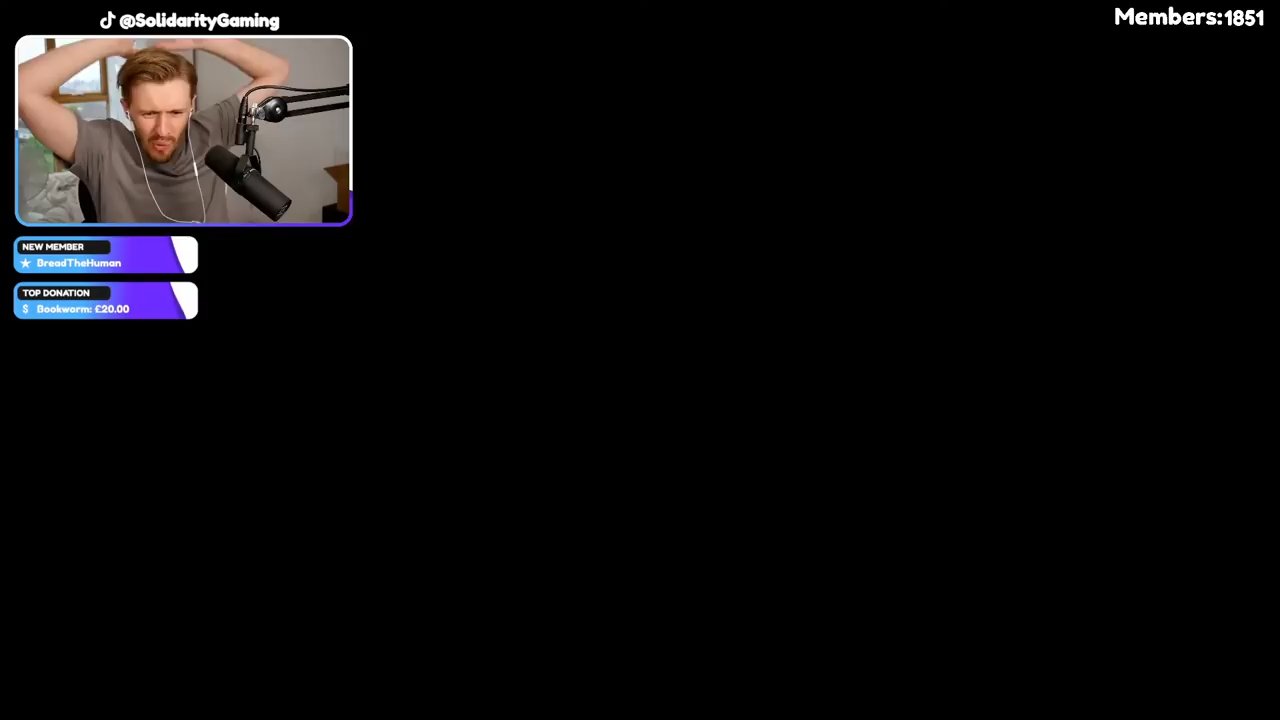 @SolidarityGaming
Members:1851
NEW MEMBER
BreadTheHuman
TOP DONATION
$ Bookworm: £20.00